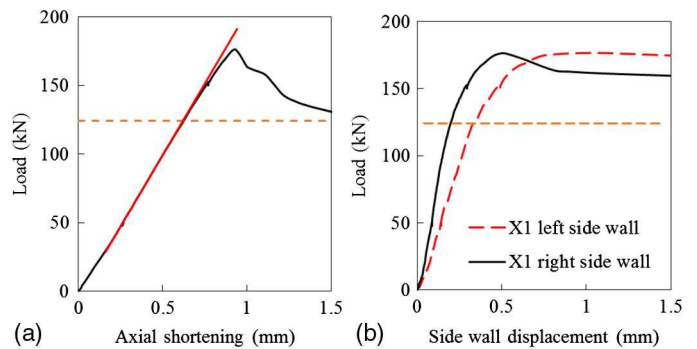 200
150
100
50
0
Load (kN)
0
0.5
1
1.5
(a)
Axial shortening (mm)
200
150
100
50
0
Load (kN)
X1 left side wall
X1 right side wall
0
0.5
1
1.5
(b)
Side wall displacement (mm)